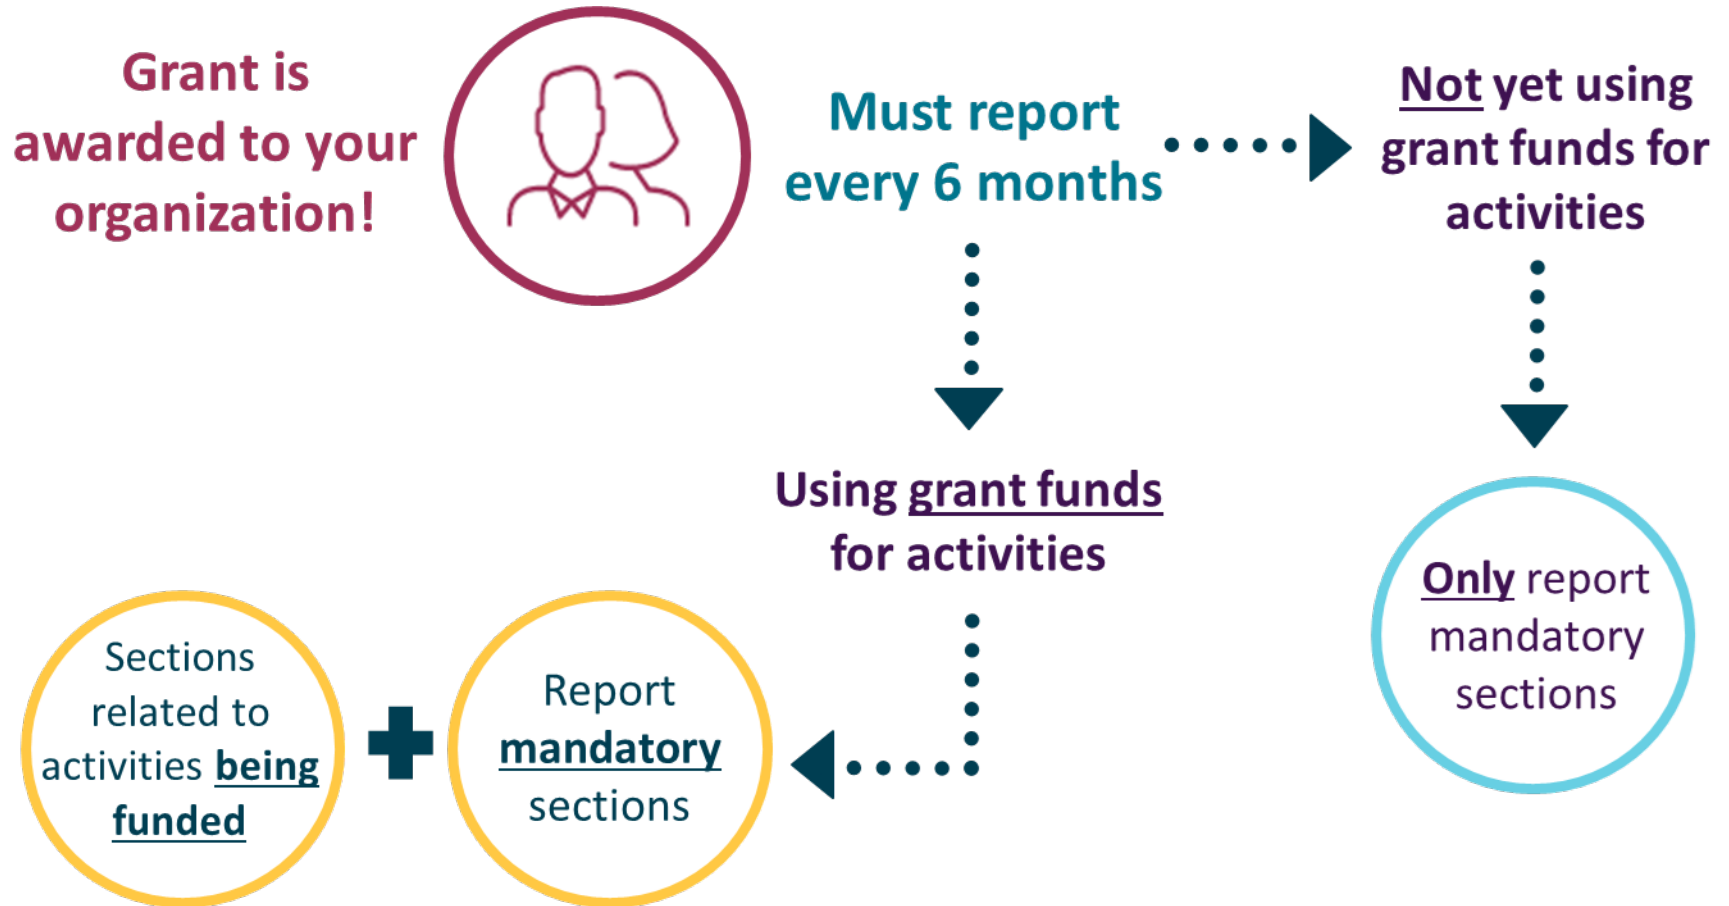 Grant is
awarded to your
organization!
Must report
every 6 months
Not yet using
grant funds for
activities
Using grant funds
for activities
Only report
mandatory
sections
Sections
related to
activities being
funded
Report
mandatory
sections